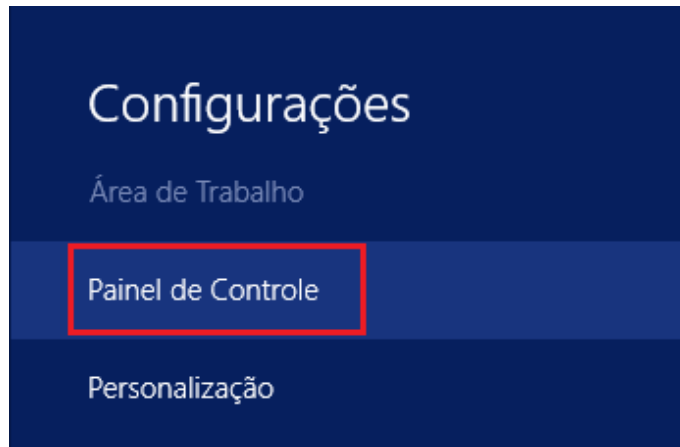 Configurações
Área de Trabalho
Painel de Controle
Personalização